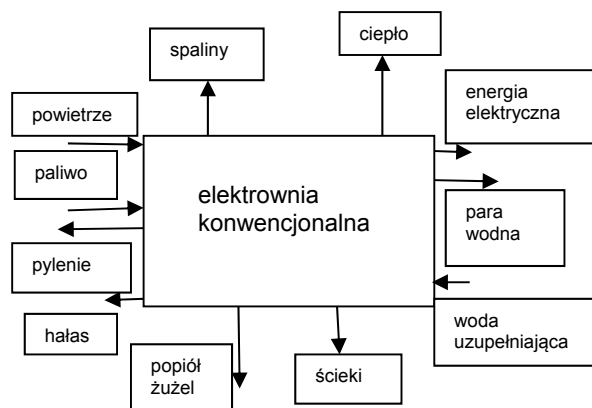 ciepło
spaliny
energia
elektryczna
powietrze
paliwo
elektrownia
konwencjonalna
para
wodna
pylenie
hałas
woda
uzupełniająca
popiół
żużel
ścieki